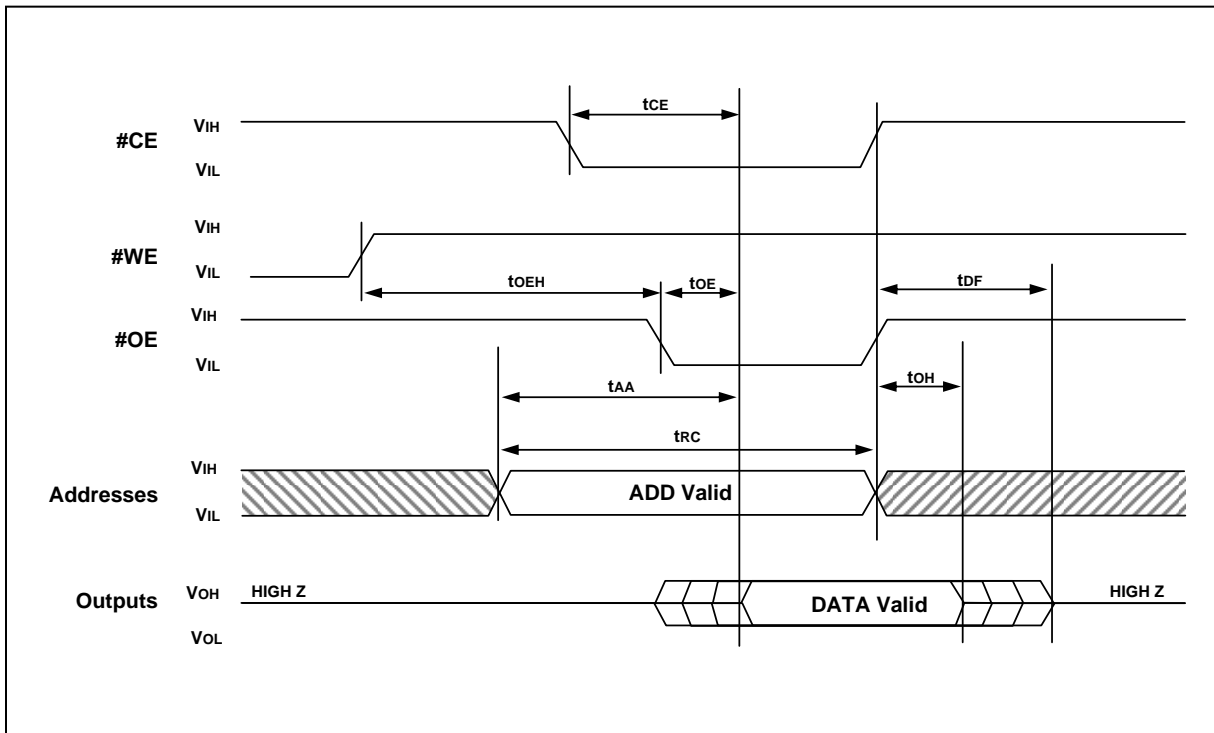 tCE
VIH
#CE
VIL
VIH
#WE
VIL
tOEH
tOE
tDF
VIH
#OE
VIL
tAA
tOH
tRC
VIH
Addresses
ADD Valid
VIL
VOH
HIGH Z
HIGH Z
Outputs
DATA Valid
VOL